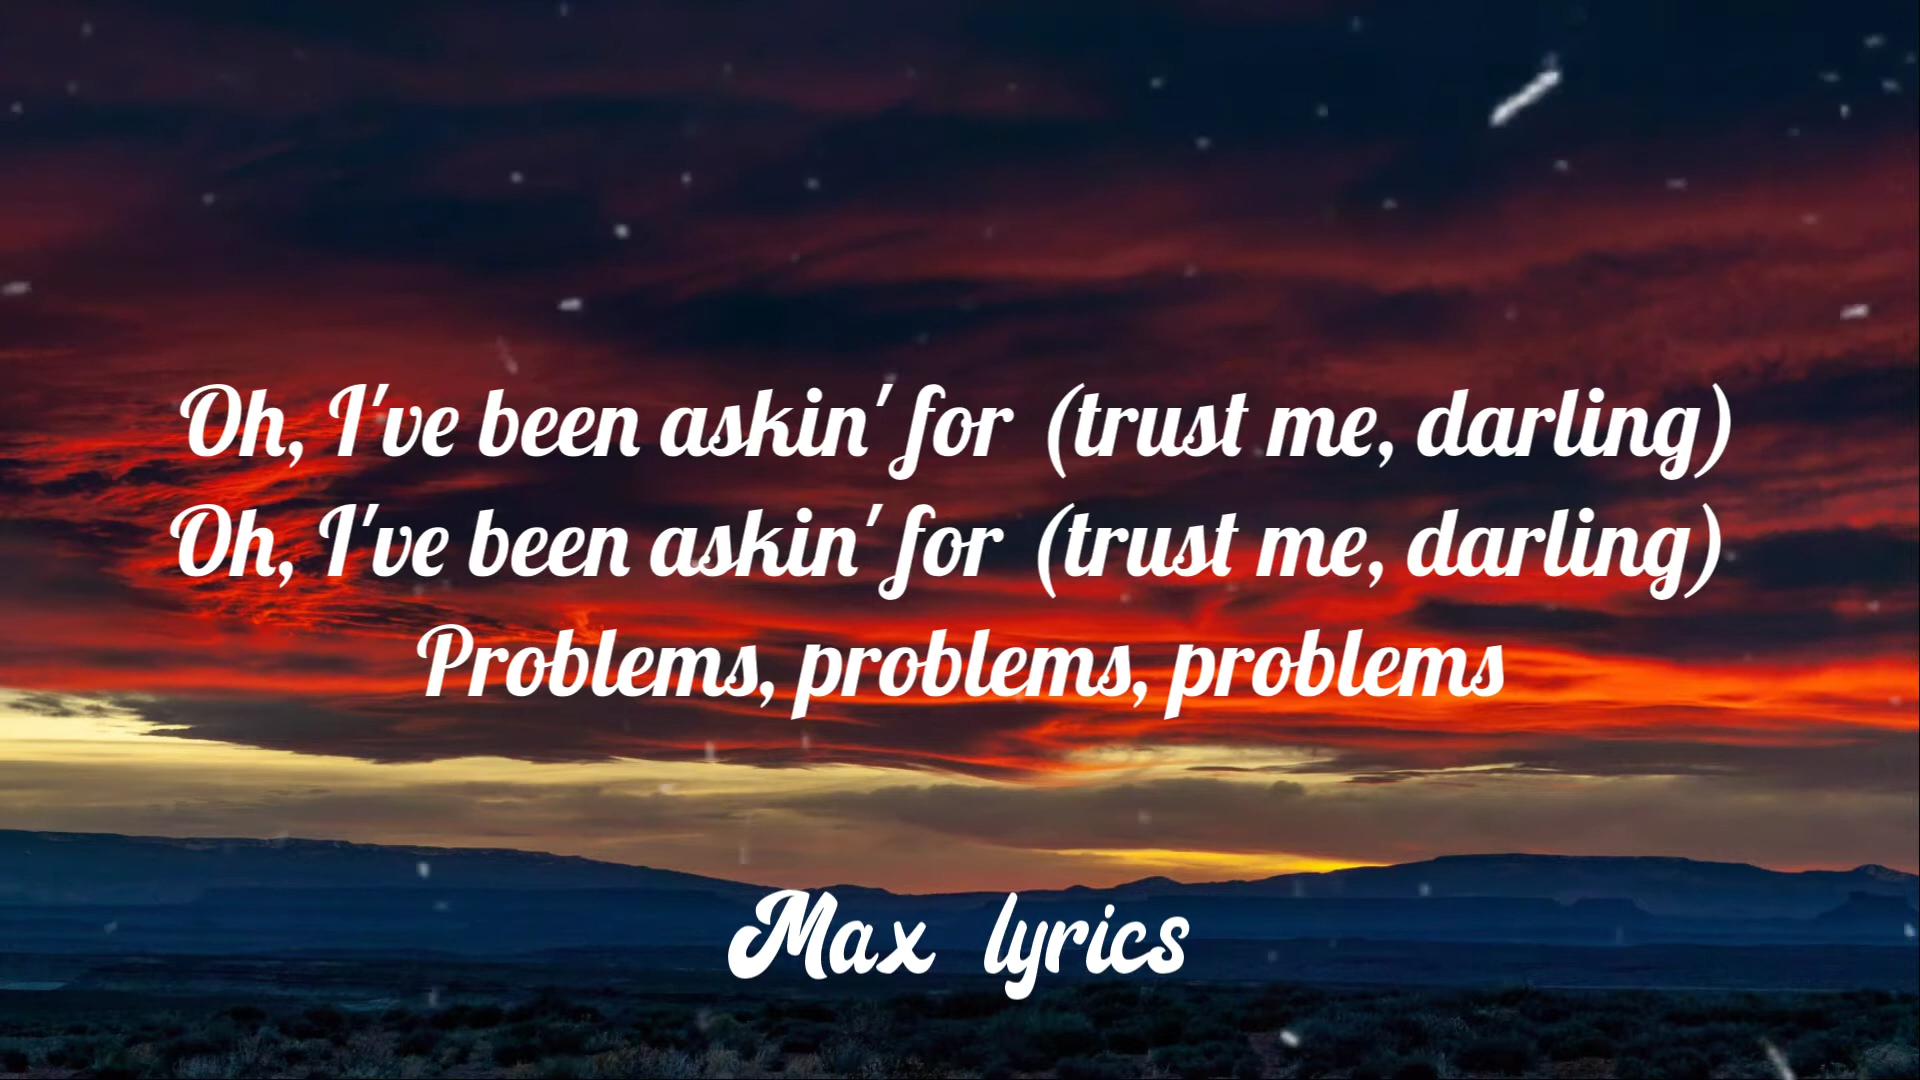 Oh, I've been askin' for (trust me, darling)
Oh, I've been askin' for (trust me, darling)
Problems, problems, problems
Max lyrics